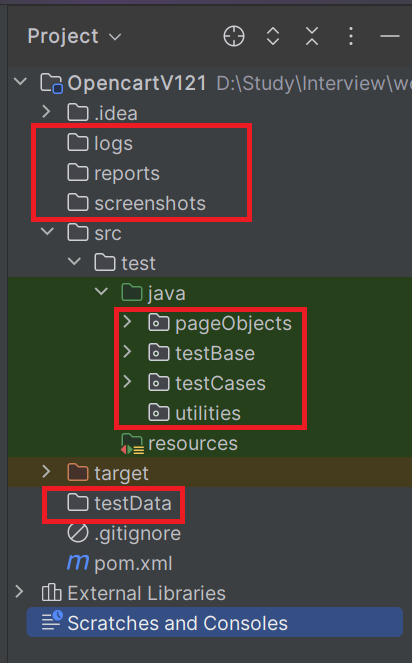 Project
OpencartV121 D:\Study\Interview\w
.idea
logs
reports
screenshots
src
test
java
pageObjects
testBase
testCases
utilities
resources
target
testData
.gitignore
m pom.xml
External Libraries
Scratches and Consoles